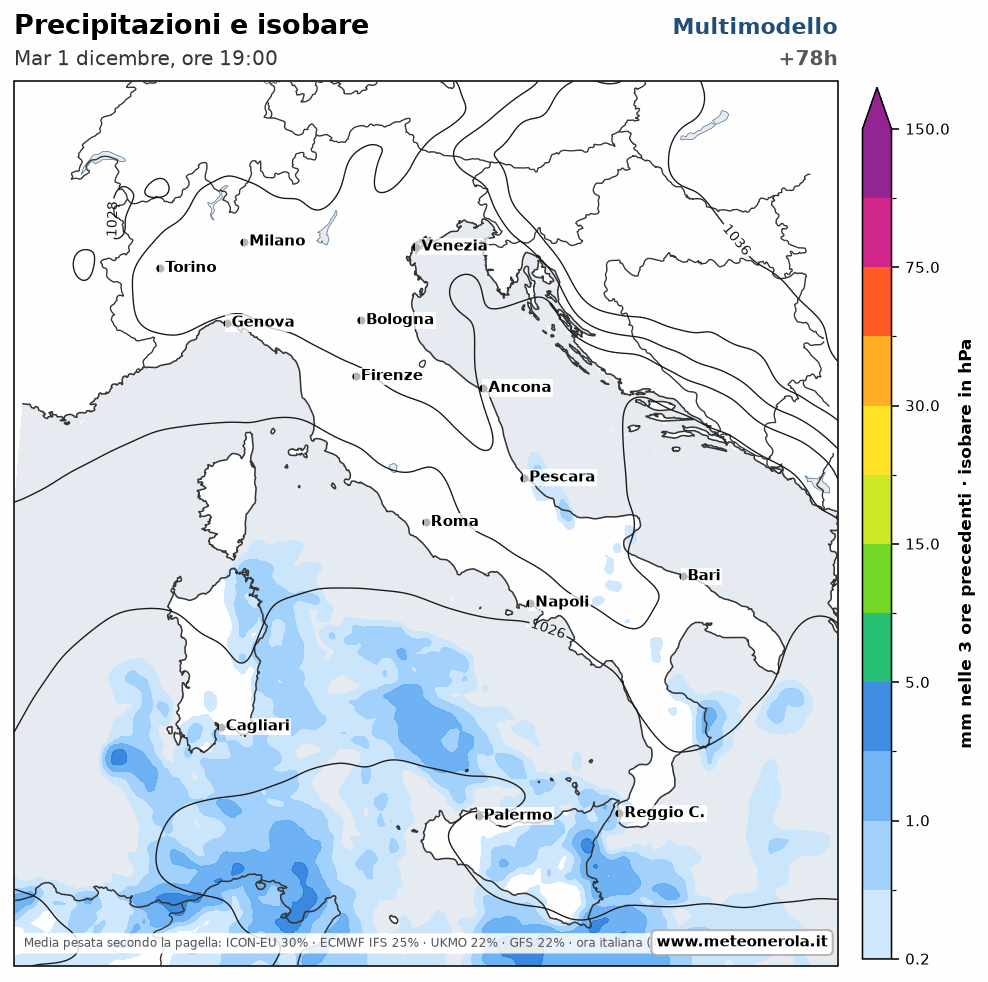 Precipitazioni e isobare
Multimodello
Mar 1 dicembre, ore 19:00
+78h
150.0
75.0
30.0
15.0
5.0
1.0
0.2
mm nelle 3 ore precedenti · isobare in hPa
1028
1036
Milano
Venezia
Torino
Genova
Bologna
Firenze
Ancona
Pescara
Roma
Bari
Napoli
1026
Cagliari
Palermo
Reggio C.
Media pesata secondo la pagella: ICON-EU 30% · ECMWF IFS 25% · UKMO 22% · GFS 22% · ora italiana (
www.meteonerola.it